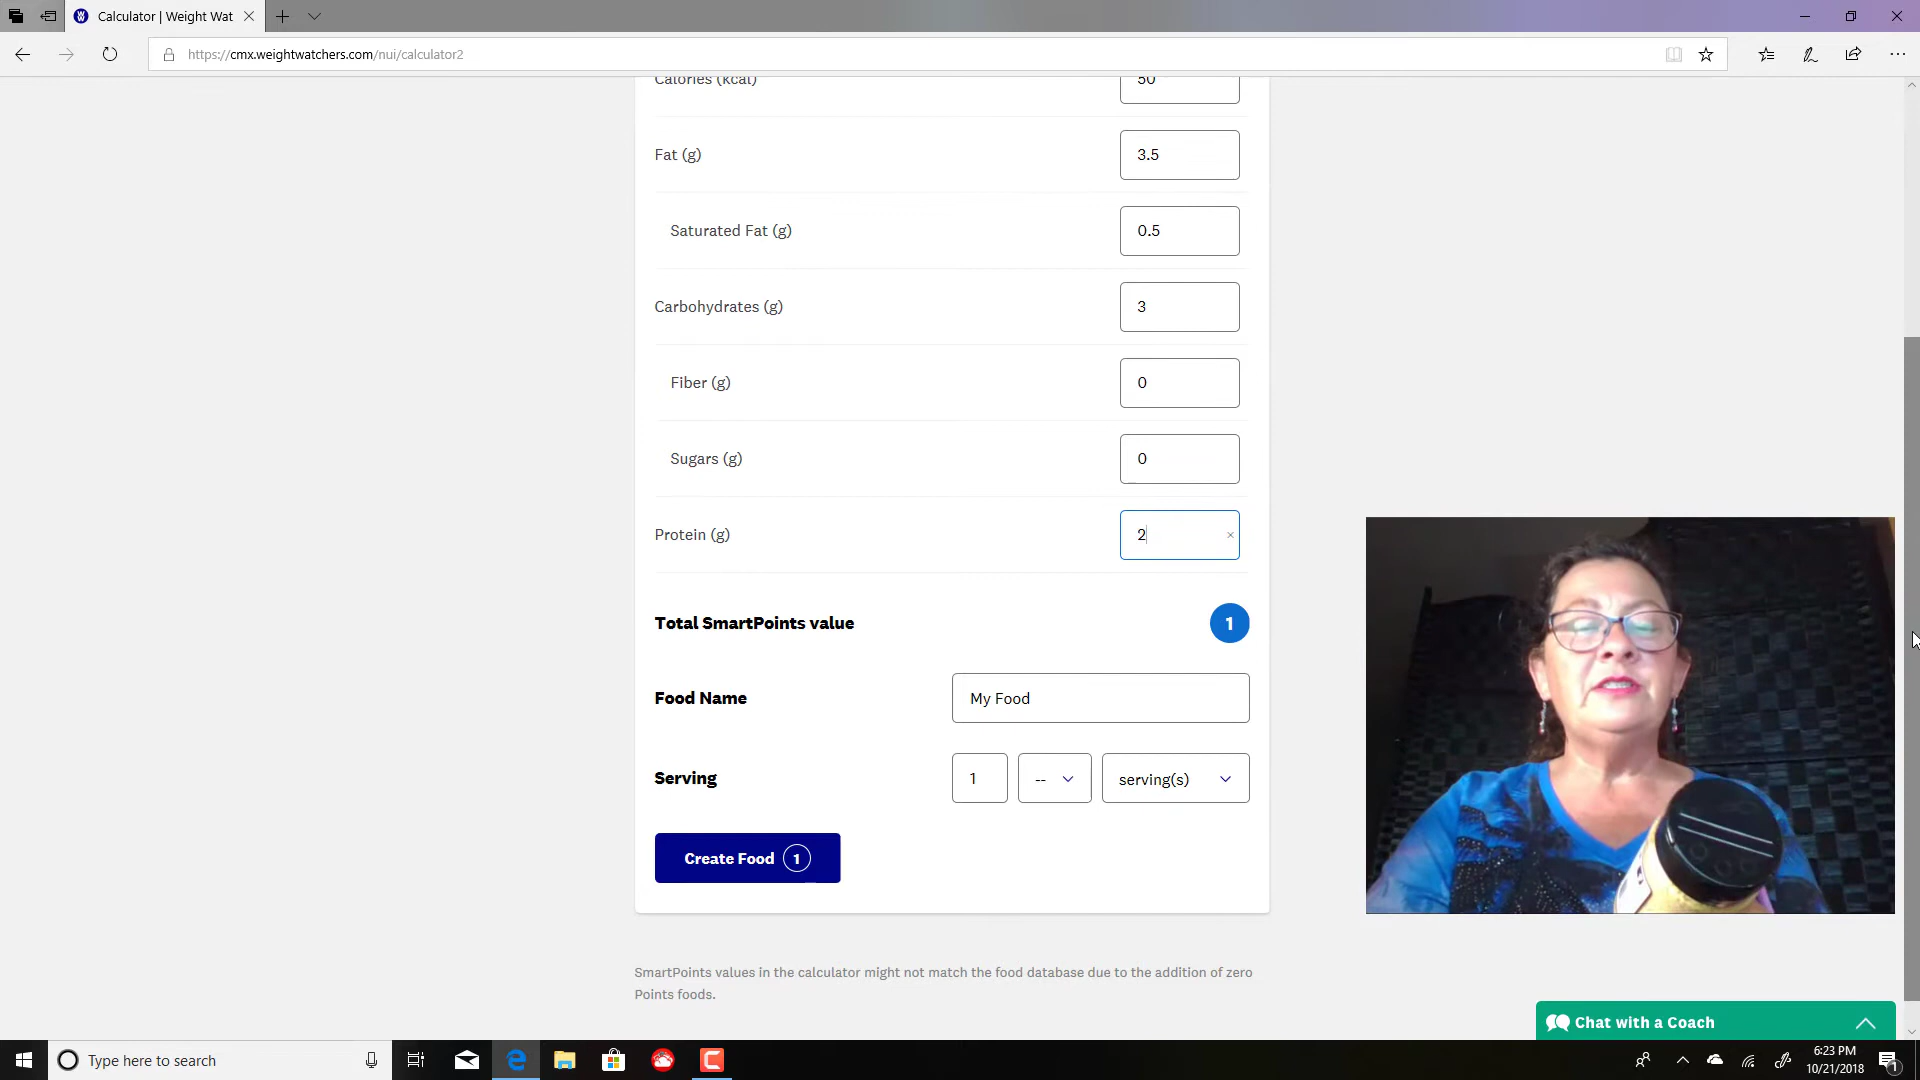 Calculator | Weight Wat
https://cmx.weightwatchers.com/nui/calculator2
Calories (kcal) 50
Fat (g) 3.5
Saturated Fat (g) 0.5
Carbohydrates (g) 3
Fiber (g) 0
Sugars (g) 0
Protein (g) 2
Total SmartPoints value 1
Food Name My Food
Serving 1 -- serving(s)
Create Food 1
SmartPoints values in the calculator might not match the food database due to the addition of zero
Points foods.
Chat with a Coach
Type here to search
6:23 PM
10/21/2018
1